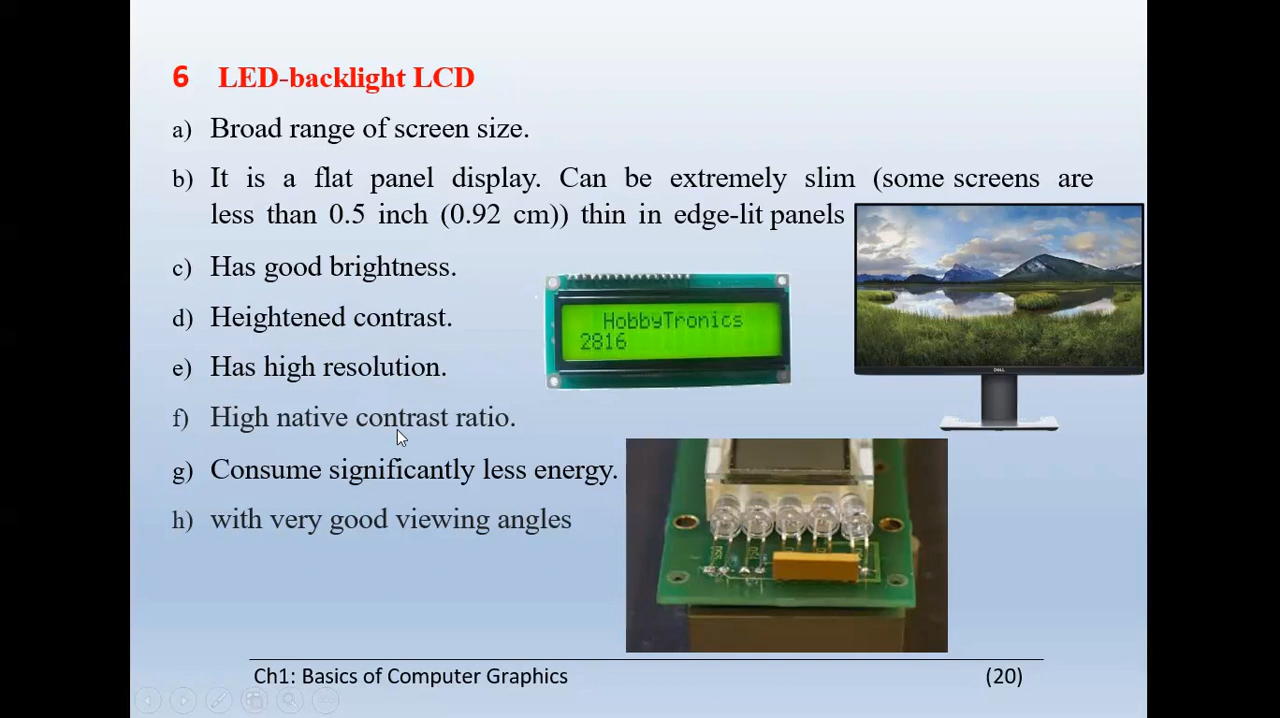 6 LED-backlight LCD
a) Broad range of screen size.
b) It is a flat panel display. Can be extremely slim (some screens are
less than 0.5 inch (0.92 cm)) thin in edge-lit panels
c) Has good brightness.
d) Heightened contrast.
e) Has high resolution.
f) High native contrast ratio.
g) Consume significantly less energy.
h) with very good viewing angles
HobbyTronics
2816
DELL
Ch1: Basics of Computer Graphics (20)